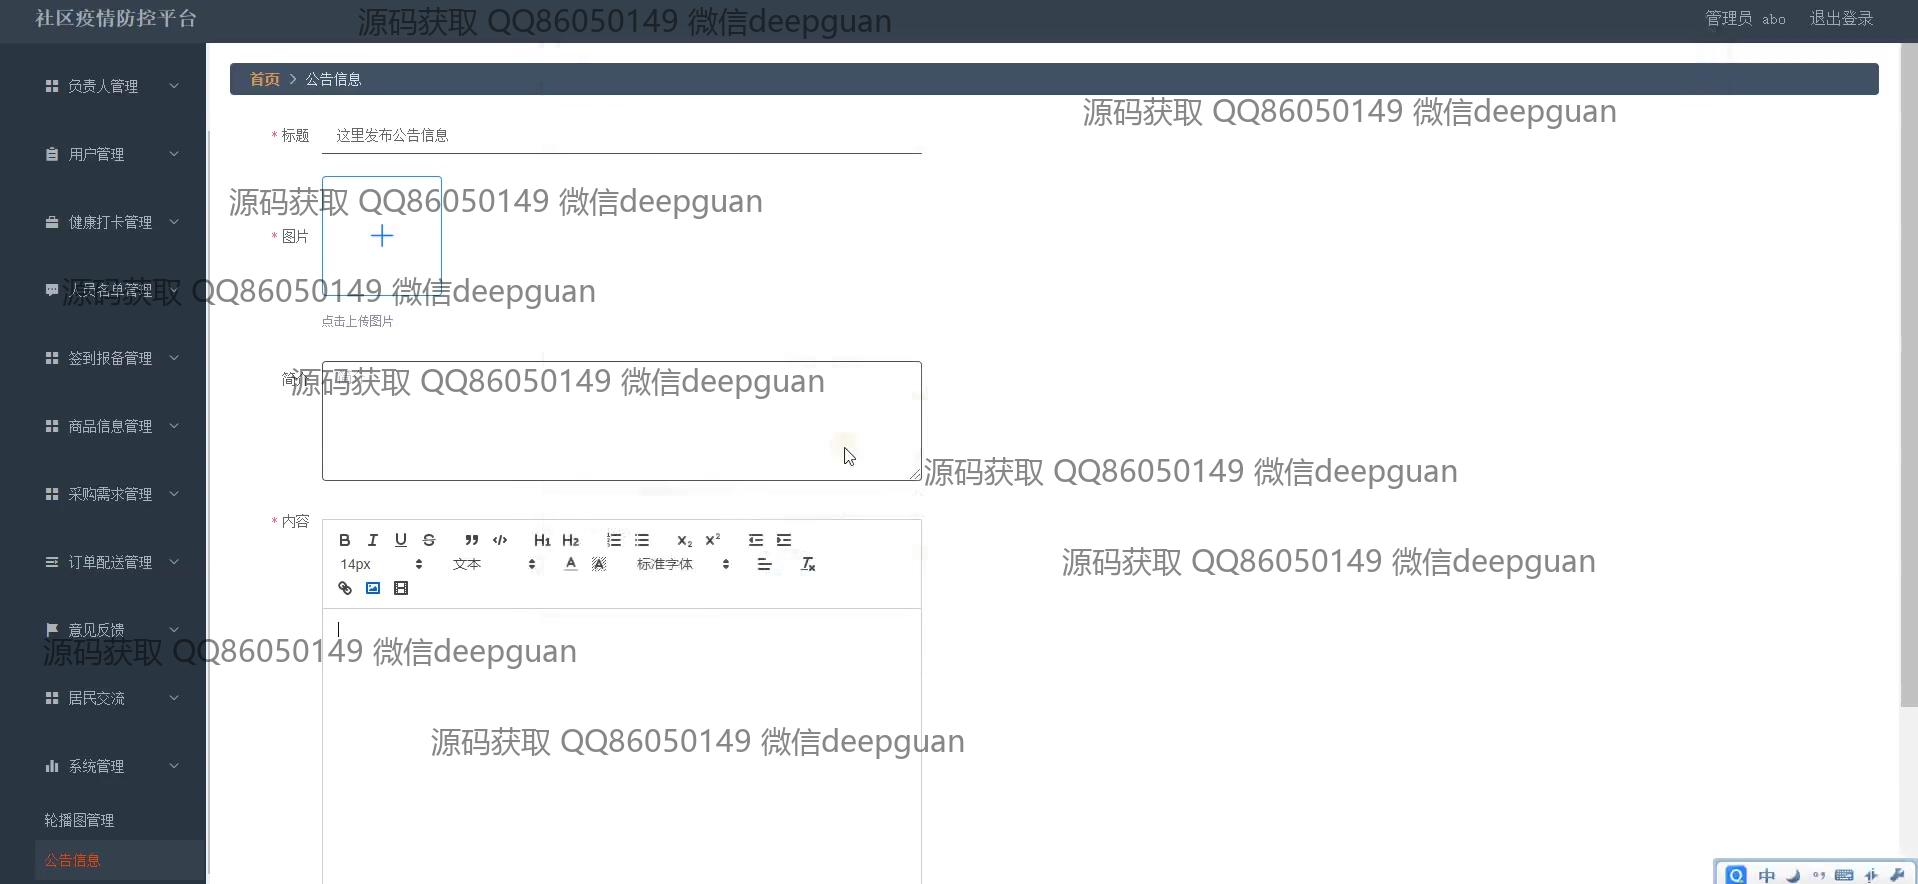 社区疫情防控平台
源码获取 QQ86050149 微信deepguan
管理员 abo
退出登录
首页
公告信息
源码获取 QQ86050149 微信deepguan
负责人管理
* 标题
这里发布公告信息
用户管理
源码获取 QQ86050149 微信deepguan
健康打卡管理
* 图片
人员名单管理
源码获取 QQ86050149 微信deepguan
点击上传图片
签到报备管理
简介
源码获取 QQ86050149 微信deepguan
商品信息管理
源码获取 QQ86050149 微信deepguan
采购需求管理
* 内容
B I U S H1 H2 X2 X2
14px
文本
A A
标准字体
Tx
订单配送管理
源码获取 QQ86050149 微信deepguan
意见反馈
源码获取 QQ86050149 微信deepguan
居民交流
源码获取 QQ86050149 微信deepguan
系统管理
轮播图管理
公告信息
中